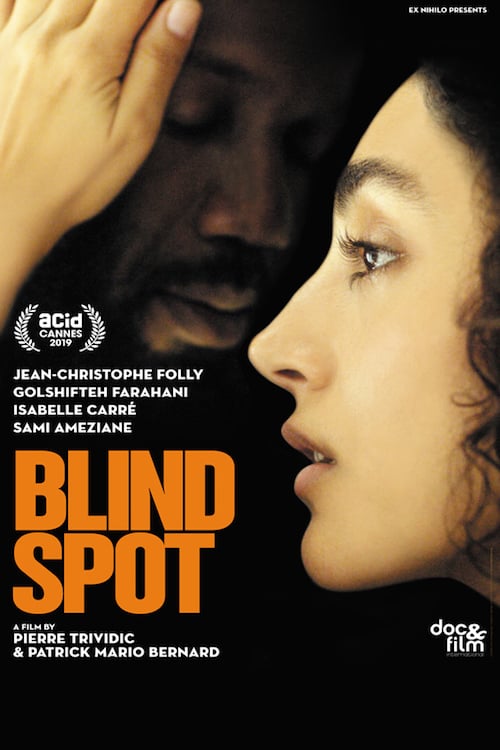 EX NIHILO PRESENTS
acid
CANNES
2019
JEAN-CHRISTOPHE FOLLY
GOLSHIFTEH FARAHANI
ISABELLE CARRÉ
SAMI AMEZIANE
BLIND
SPOT
A FILM BY
PIERRE TRIVIDIC
& PATRICK MARIO BERNARD
doc&
film
international